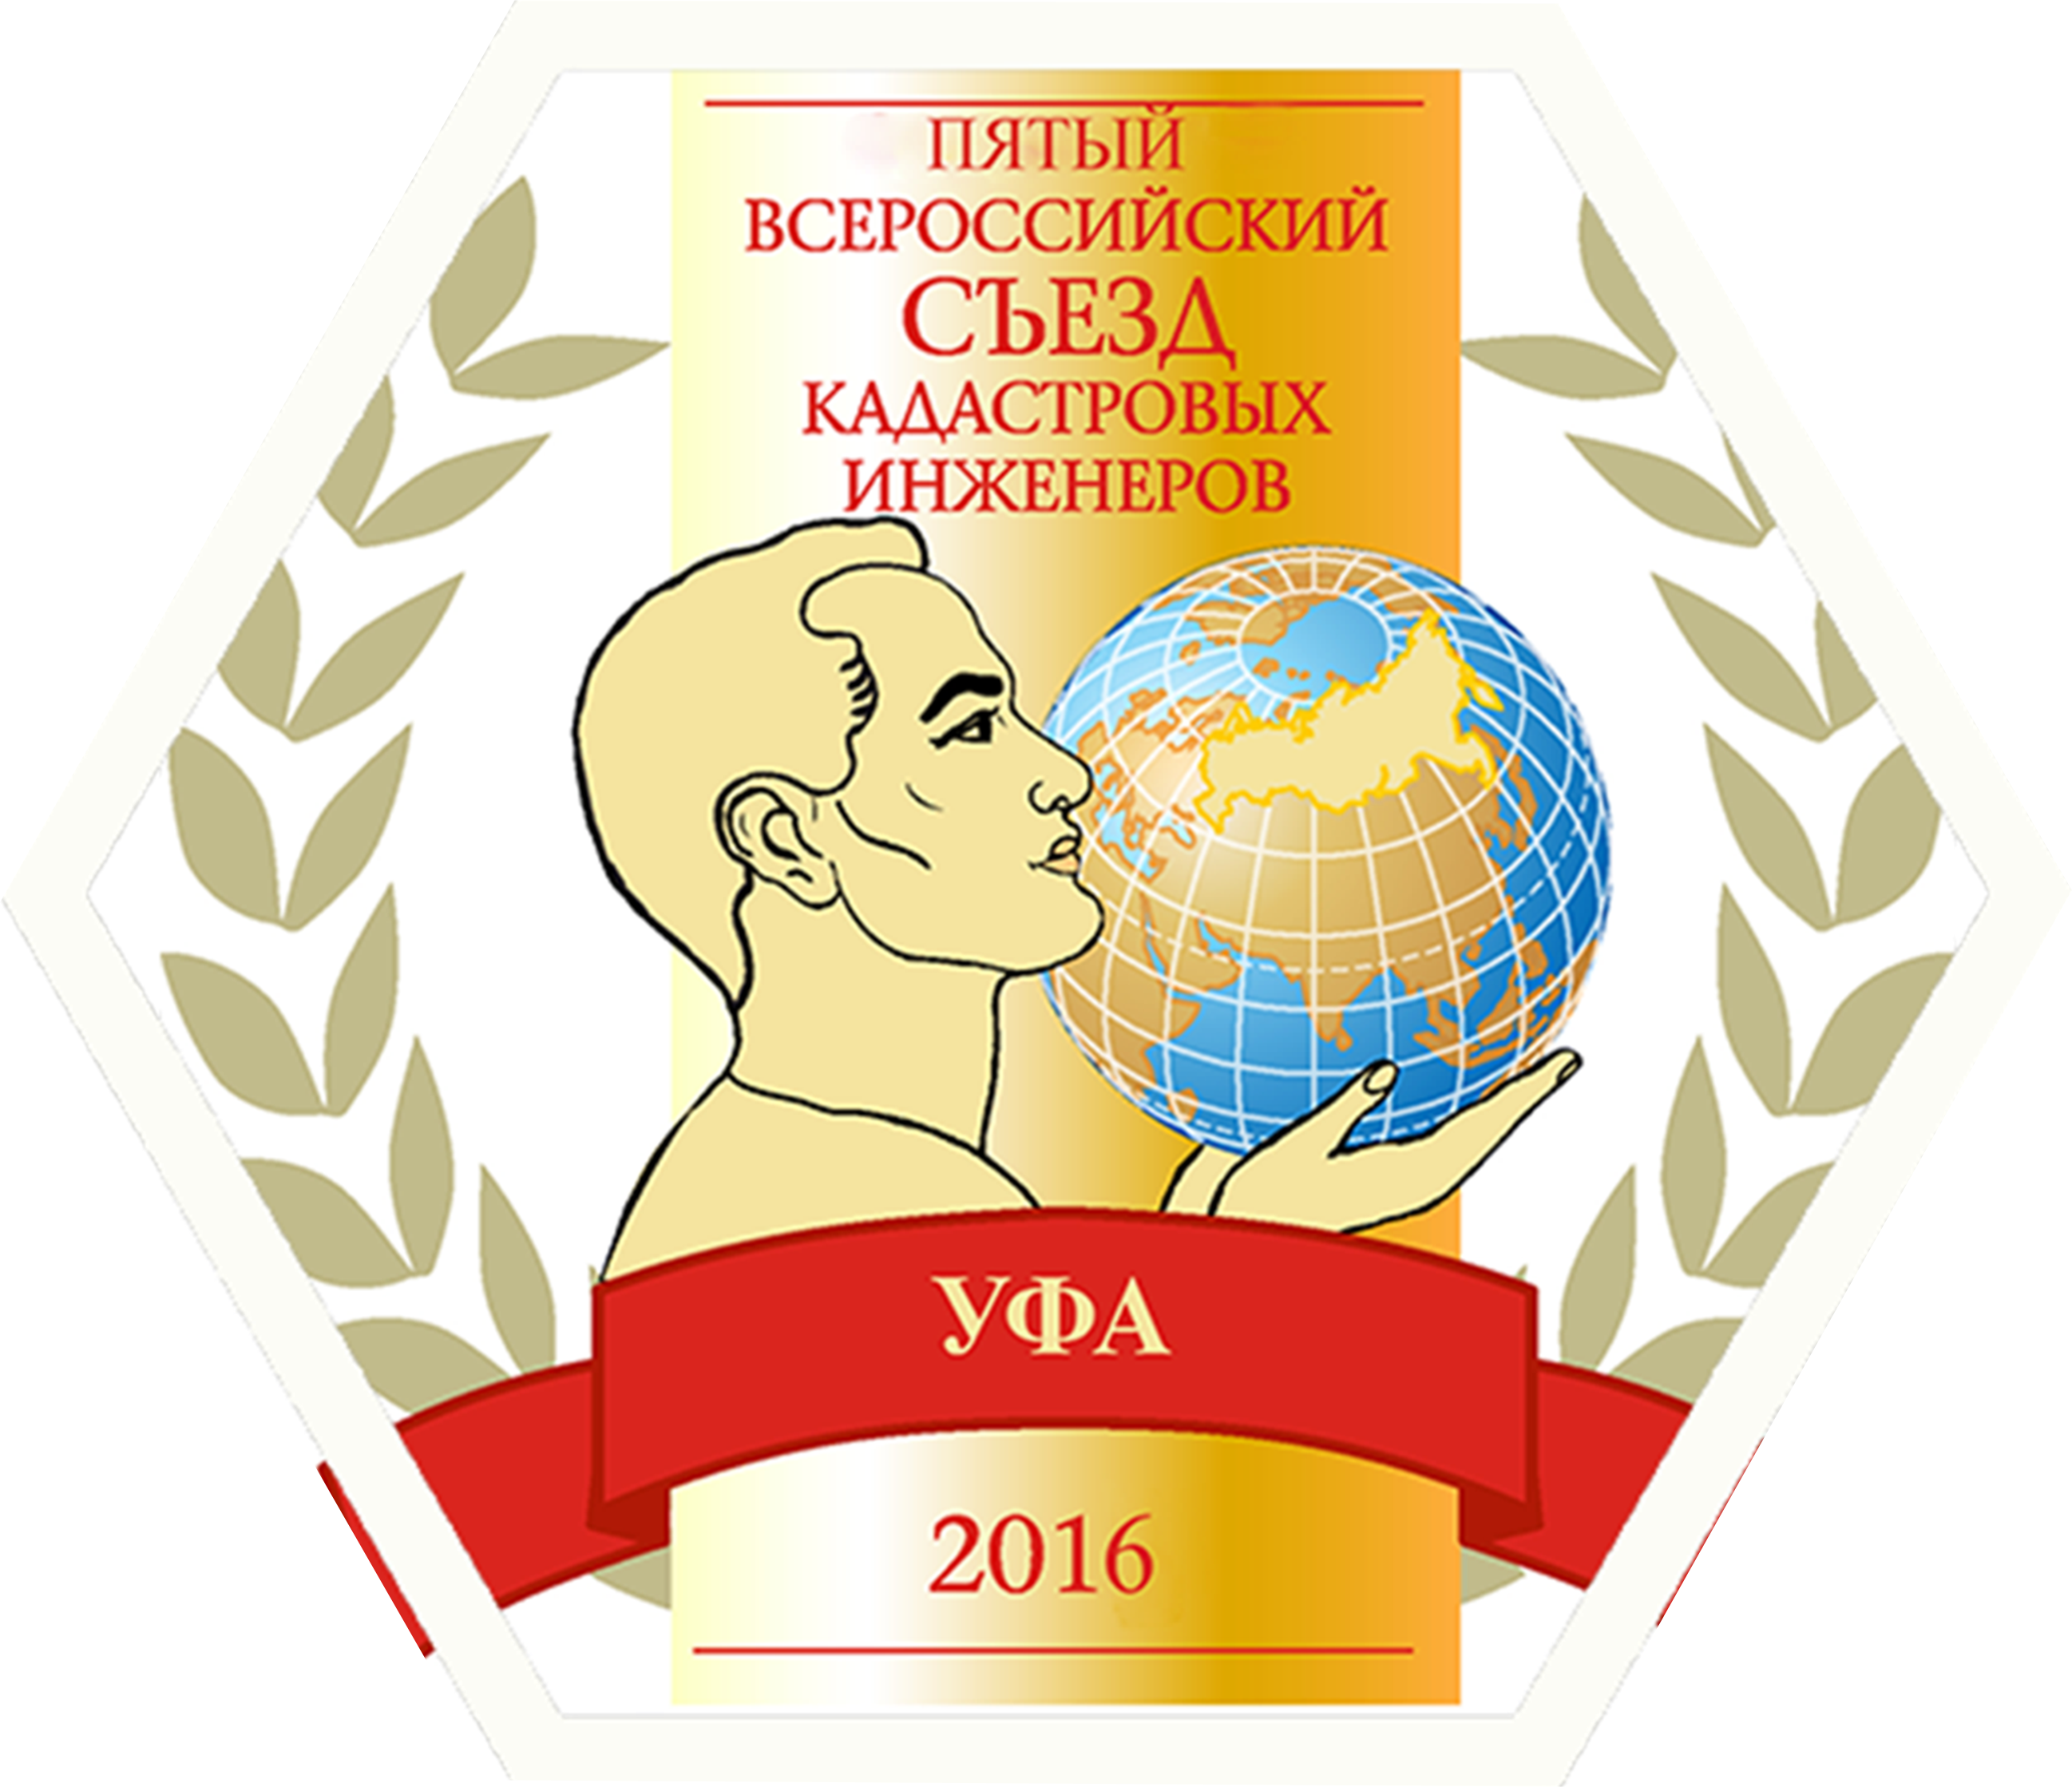 ПЯТЫЙ
ВСЕРОССИЙСКИЙ
СЪЕЗД
КАДАСТРОВЫХ
ИНЖЕНЕРОВ
УФА
2016